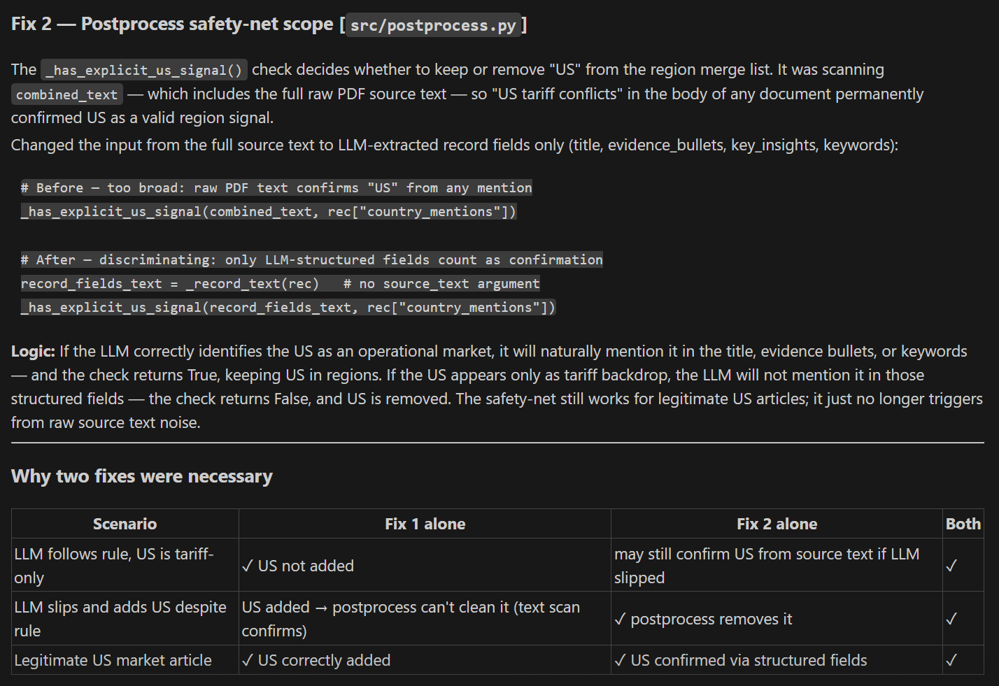 Fix 2 — Postprocess safety-net scope [src/postprocess.py]
The _has_explicit_us_signal() check decides whether to keep or remove "US" from the region merge list. It was scanning
combined_text — which includes the full raw PDF source text — so "US tariff conflicts" in the body of any document permanently
confirmed US as a valid region signal.
Changed the input from the full source text to LLM-extracted record fields only (title, evidence_bullets, key_insights, keywords):
# Before — too broad: raw PDF text confirms "US" from any mention
_has_explicit_us_signal(combined_text, rec["country_mentions"])
# After — discriminating: only LLM-structured fields count as confirmation
record_fields_text = _record_text(rec)   # no source_text argument
_has_explicit_us_signal(record_fields_text, rec["country_mentions"])
Logic: If the LLM correctly identifies the US as an operational market, it will naturally mention it in the title, evidence bullets, or keywords
— and the check returns True, keeping US in regions. If the US appears only as tariff backdrop, the LLM will not mention it in those
structured fields — the check returns False, and US is removed. The safety-net still works for legitimate US articles; it just no longer triggers
from raw source text noise.
Why two fixes were necessary
Scenario Fix 1 alone Fix 2 alone Both
LLM follows rule, US is tariff-
only
✓ US not added
may still confirm US from source text if LLM
slipped
✓
LLM slips and adds US despite
rule
US added → postprocess can't clean it (text scan
confirms)
✓ postprocess removes it
✓
Legitimate US market article ✓ US correctly added ✓ US confirmed via structured fields ✓